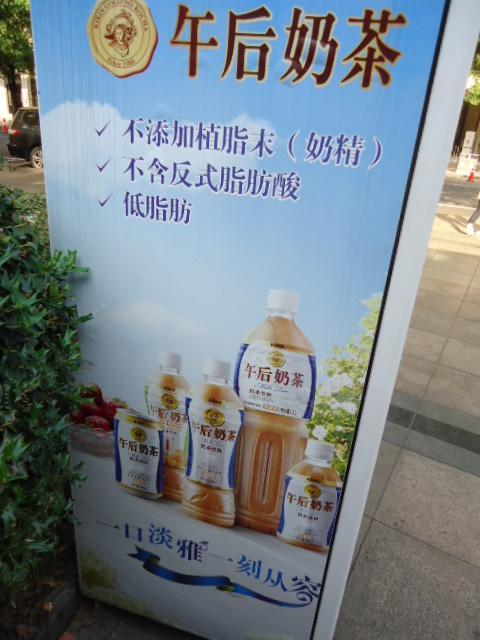 Since 1986
午后奶茶
✓ 不添加植脂末（奶精）
✓ 不含反式脂肪酸
✓ 低脂肪
午后奶茶
午后奶茶
午后奶茶
午后奶茶
午后奶茶
一口淡雅 一刻从容